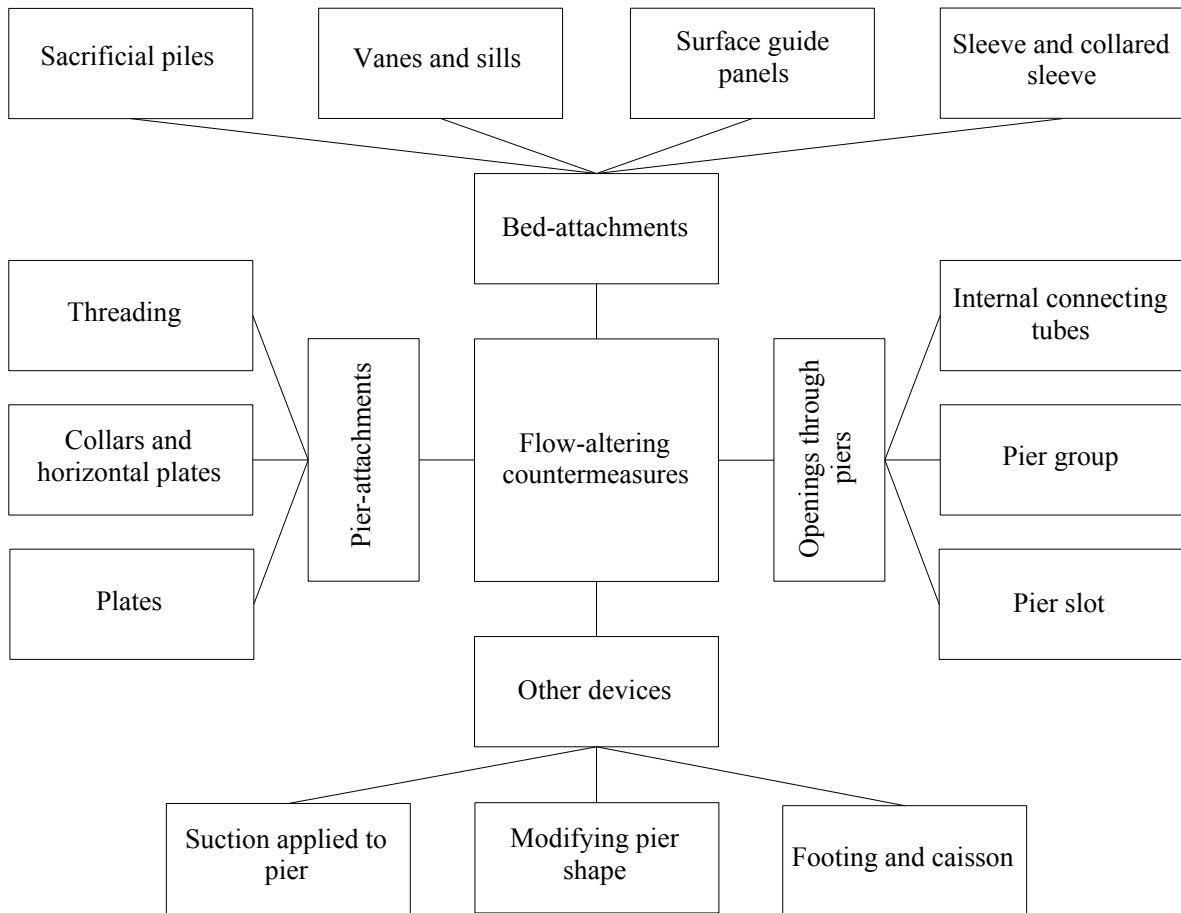 Sacrificial piles
Vanes and sills
Surface guide
panels
Sleeve and collared
sleeve
Bed-attachments
Threading
Collars and
horizontal plates
Plates
Pier-attachments
Flow-altering
countermeasures
Openings through
piers
Internal connecting
tubes
Pier group
Pier slot
Other devices
Suction applied to
pier
Modifying pier
shape
Footing and caisson